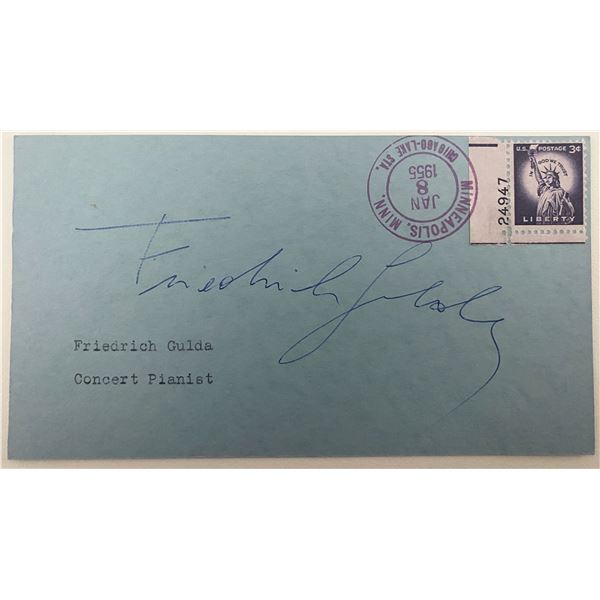 MINNEAPOLIS, MINN.
JAN
8
1955
CHICAGO-LAKE STA.
24947
U.S. POSTAGE 3¢
IN GOD WE TRUST
LIBERTY
Friedrich Gulda
Friedrich Gulda
Concert Pianist